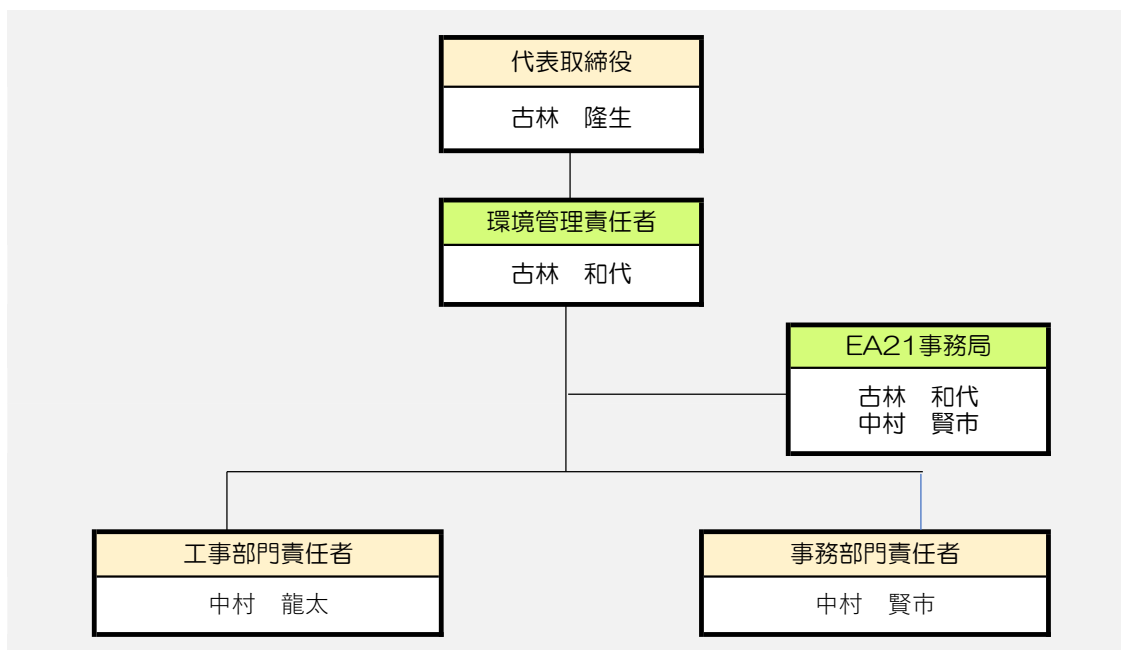 代表取締役
古林　隆生
環境管理責任者
古林　和代
EA21事務局
古林　和代
中村　賢市
工事部門責任者
中村　龍太
事務部門責任者
中村　賢市